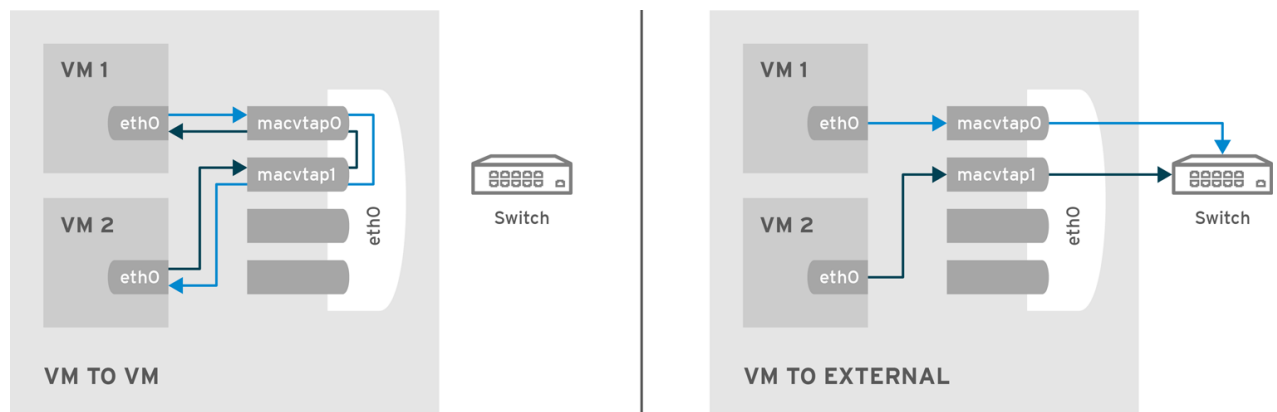 VM 1
eth0
macvtap0
macvtap1
VM 2
eth0
eth0
Switch
VM TO VM
VM 1
eth0
macvtap0
macvtap1
VM 2
eth0
eth0
Switch
VM TO EXTERNAL